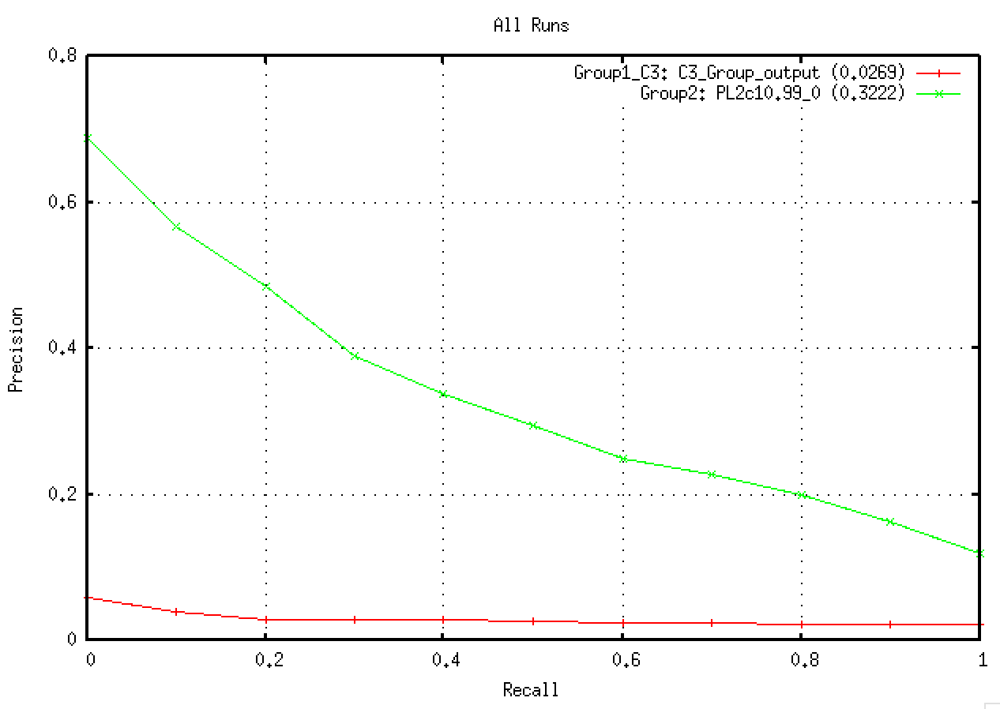 All Runs
Group1_C3: C3_Group_output (0.0269)
Group2: PL2c10.99_0 (0.3222)
0.8
0.6
0.4
0.2
0
Precision
0 0.2 0.4 0.6 0.8 1
Recall